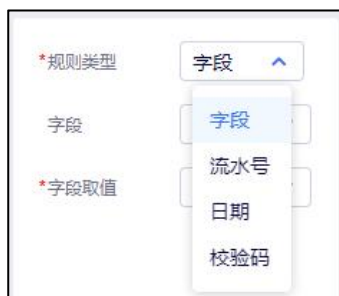 *规则类型 字段
字段 字段
流水号
*字段取值
日期
校验码